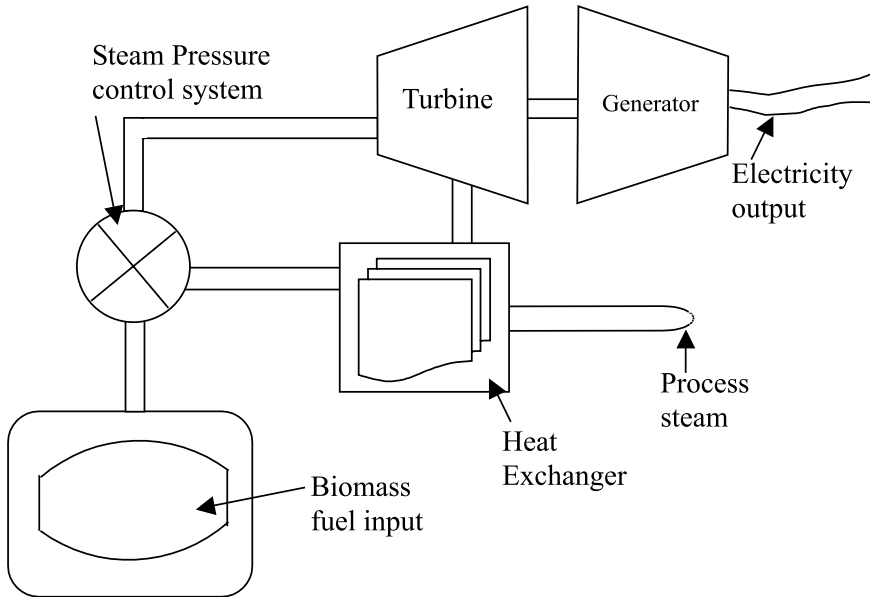 Steam Pressure
control system
Turbine
Generator
Electricity
output
Process
steam
Heat
Exchanger
Biomass
fuel input